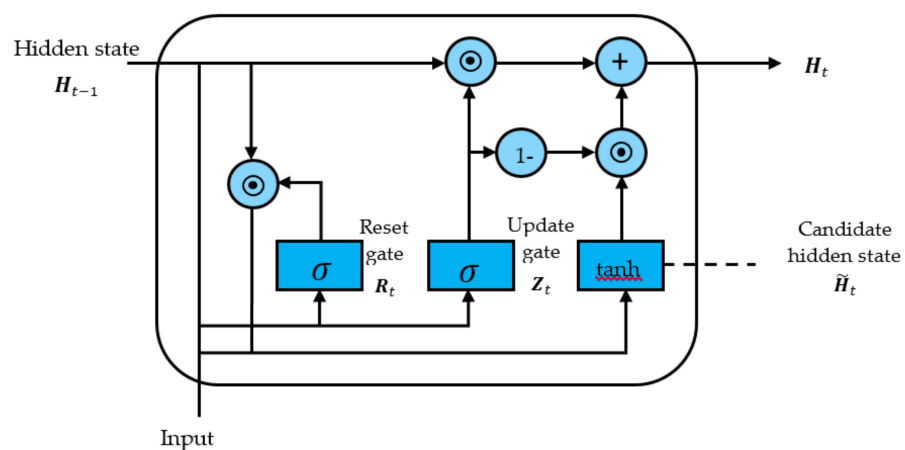 Hidden state
H_{t−1}
⊙
+
H_t
1-
⊙
⊙
Reset
gate
R_t
σ
Update
gate
Z_t
σ
tanh
Candidate
hidden state
H̃_t
Input